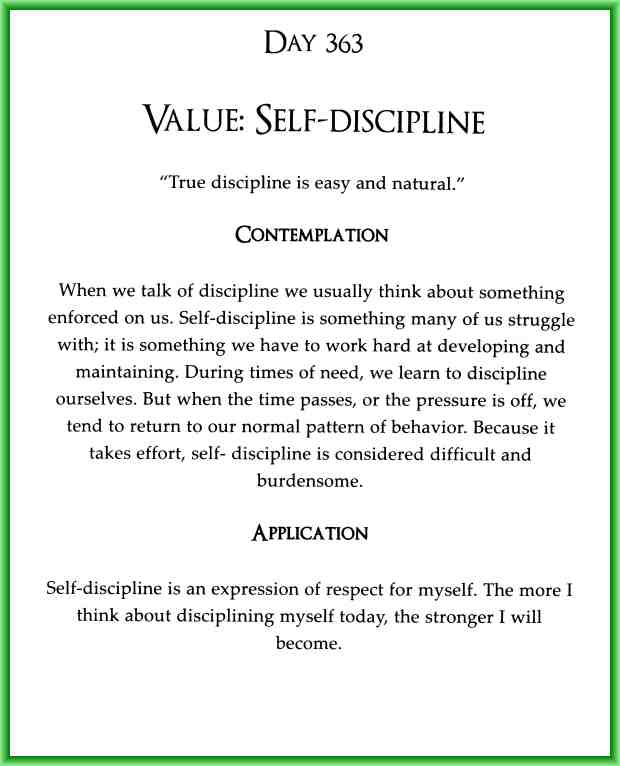 Day 363
Value: Self-discipline
“True discipline is easy and natural.”
Contemplation
When we talk of discipline we usually think about something
enforced on us. Self-discipline is something many of us struggle
with; it is something we have to work hard at developing and
maintaining. During times of need, we learn to discipline
ourselves. But when the time passes, or the pressure is off, we
tend to return to our normal pattern of behavior. Because it
takes effort, self- discipline is considered difficult and
burdensome.
Application
Self-discipline is an expression of respect for myself. The more I
think about disciplining myself today, the stronger I will
become.